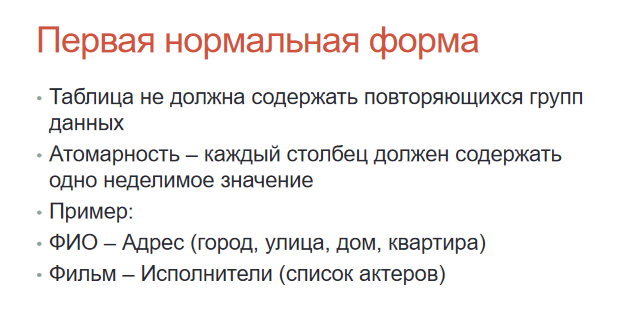 Первая нормальная форма
• Таблица не должна содержать повторяющихся групп
данных
• Атомарность – каждый столбец должен содержать
одно неделимое значение
• Пример:
• ФИО – Адрес (город, улица, дом, квартира)
• Фильм – Исполнители (список актеров)